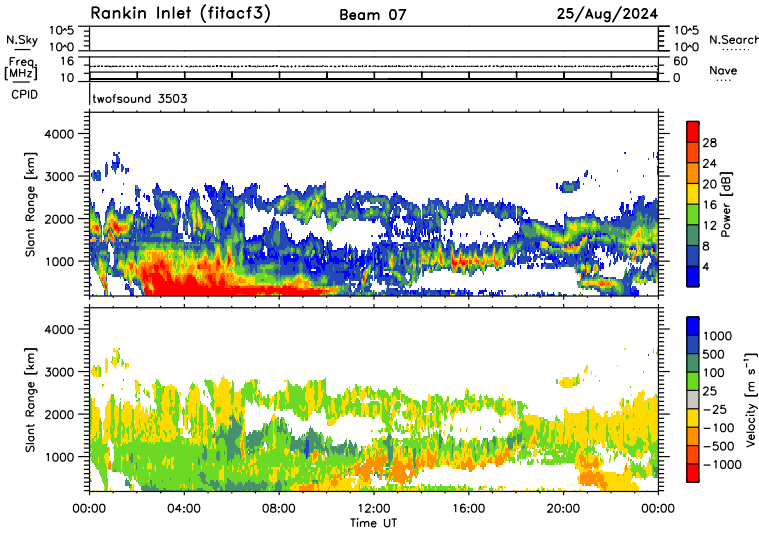 Rankin Inlet (fitacf3) Beam 07 25/Aug/2024
N.Sky 10^5 10^0 10^5 10^0 N.Search
Freq. [MHz] 16 10 60 0 Nave
CPID twofsound 3503
Slant Range [km] 4000 3000 2000 1000
Power [dB] 28 24 20 16 12 8 4
Slant Range [km] 4000 3000 2000 1000
Velocity [m s⁻¹] 1000 500 100 25 −25 −100 −500 −1000
00:00 04:00 08:00 12:00 16:00 20:00 00:00
Time UT